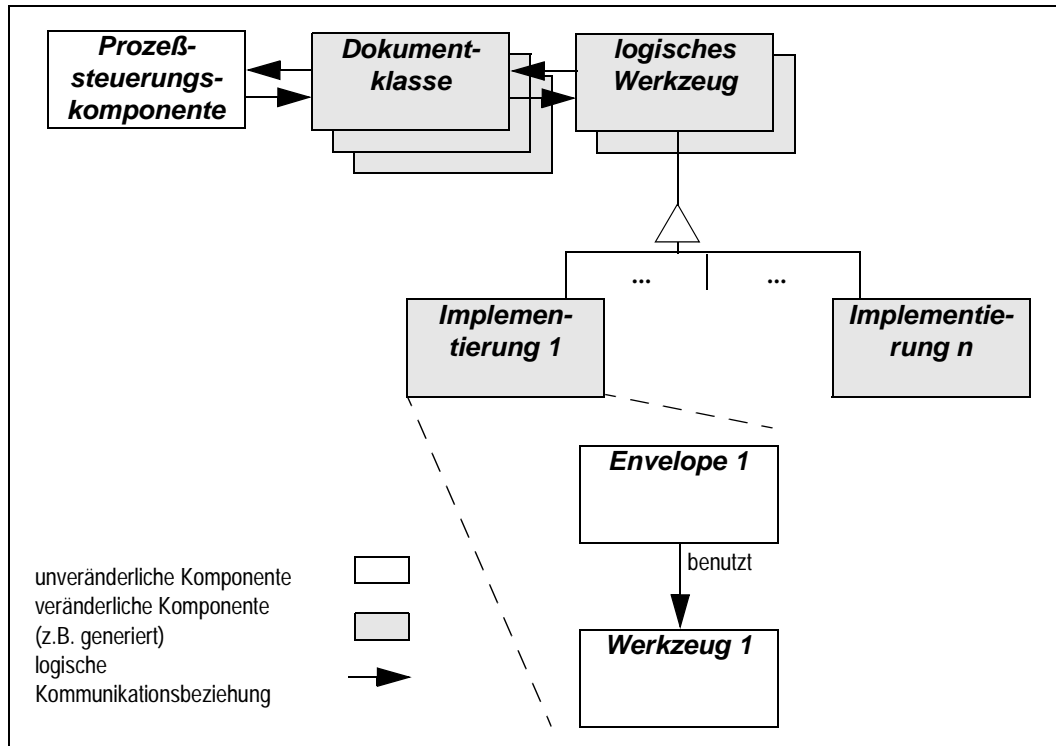 Prozeß-
steuerungs-
komponente
Dokument-
klasse
logisches
Werkzeug
... ...
Implemen-
tierung 1
Implementie-
rung n
Envelope 1
benutzt
Werkzeug 1
unveränderliche Komponente
veränderliche Komponente
(z.B. generiert)
logische
Kommunikationsbeziehung